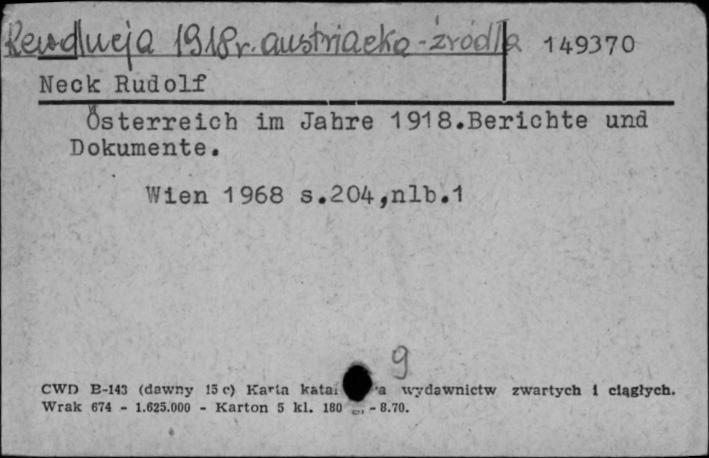 Rewolucja 1918r. austriacka - źródła 149370
Neck Rudolf
Österreich im Jahre 1918.Berichte und
Dokumente.
Wien 1968 s.204,nlb.1
9
CWD B-143 (dawny 15 c) Karta wydawnictw zwartych i ciągłych.
Wrak 674 - 1.625.000 - Karton 5 kl. 180 - 8.70.